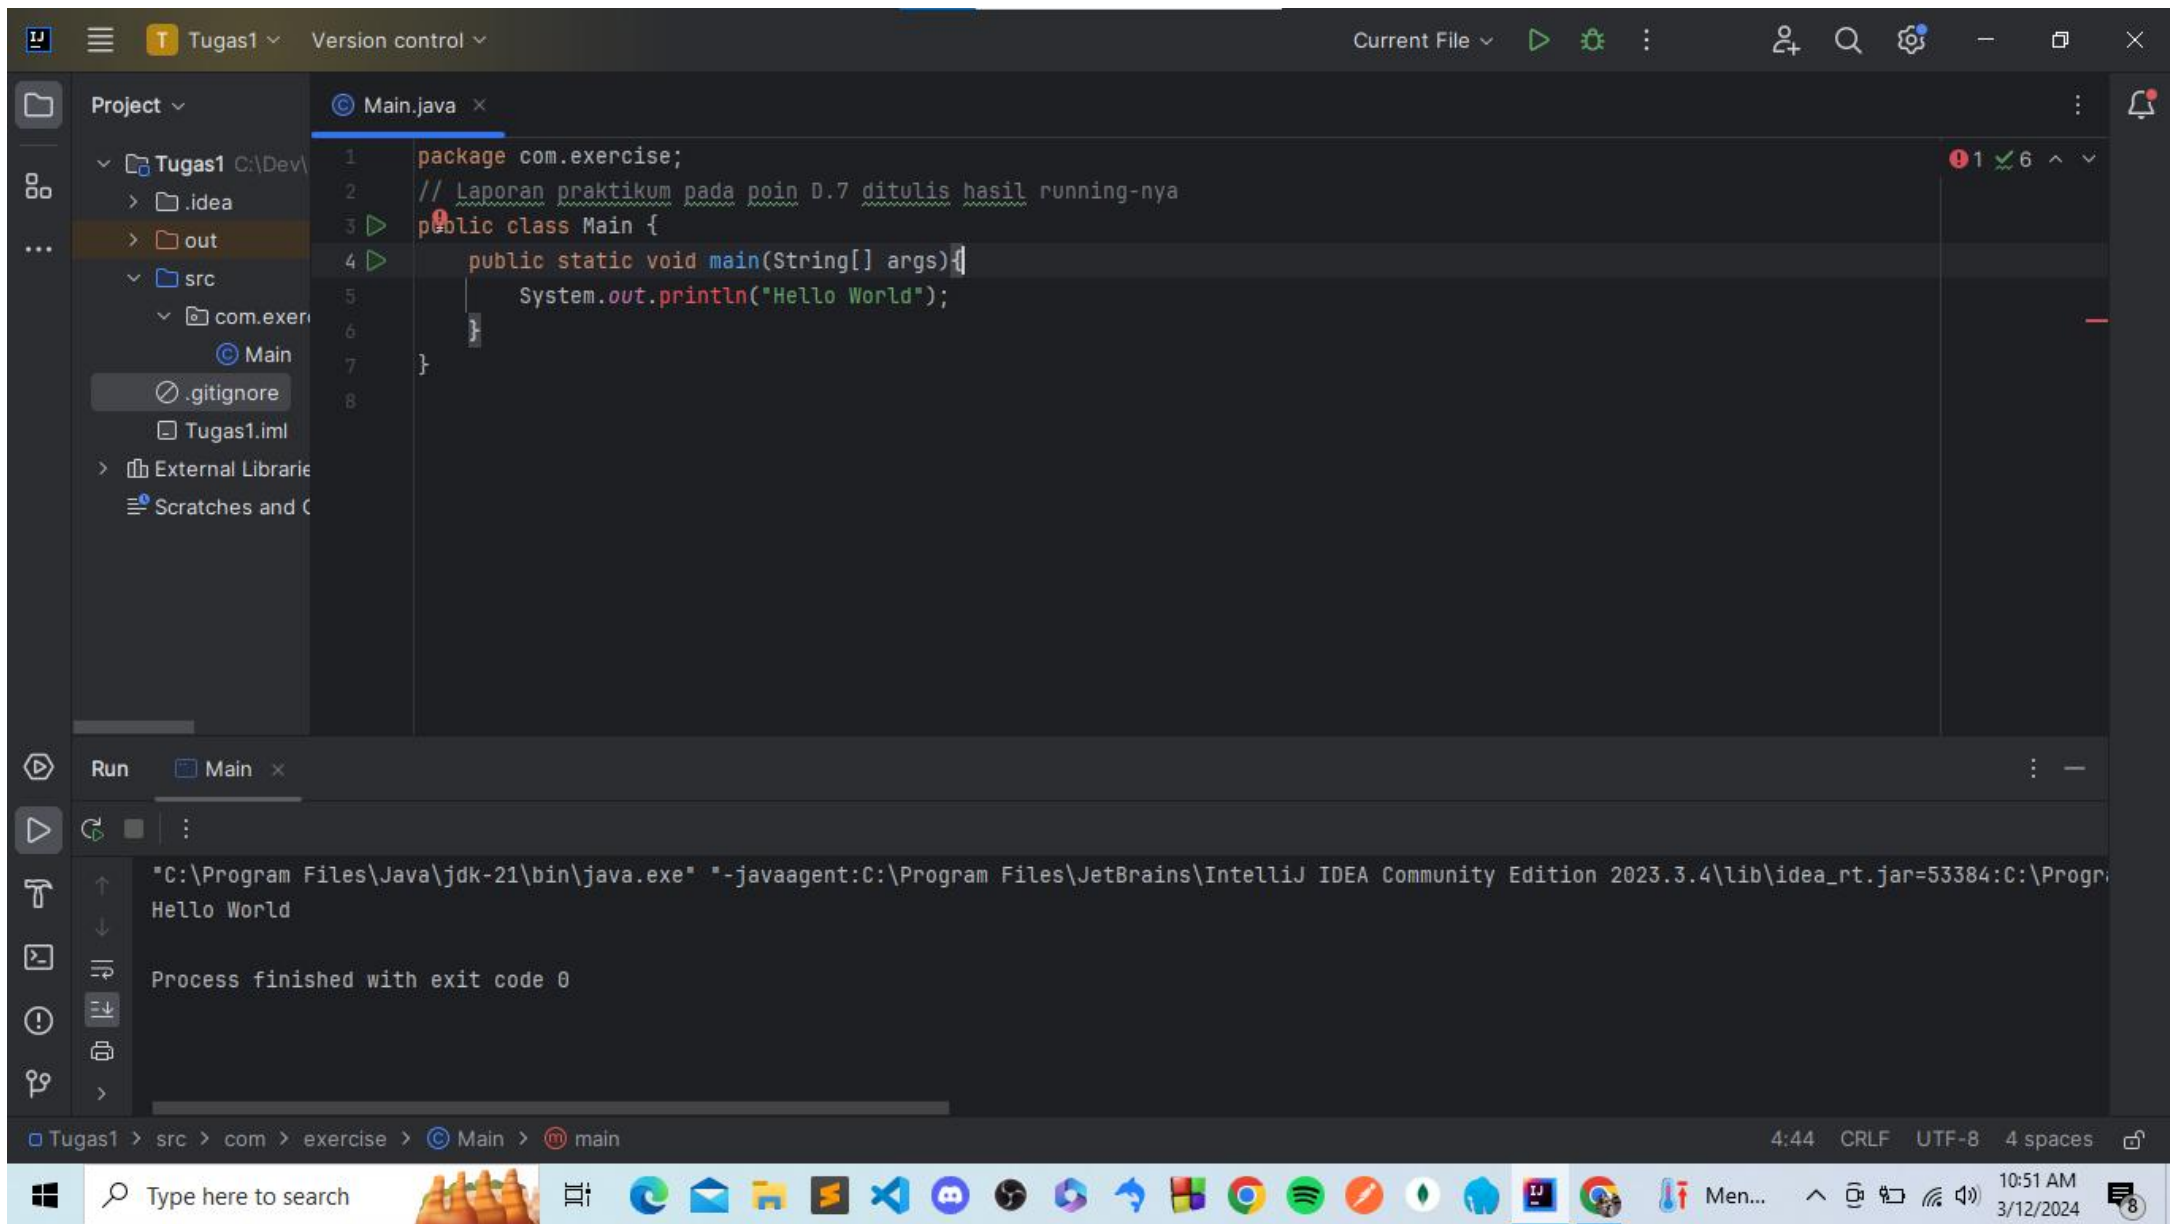 T Tugas1 Version control Current File
Project Main.java
Tugas1 C:\Dev\
.idea
out
src
com.exer
Main
.gitignore
Tugas1.iml
External Librarie
Scratches and C
1 package com.exercise;
2 // Laporan praktikum pada poin D.7 ditulis hasil running-nya
3 public class Main {
4 public static void main(String[] args){
5 System.out.println("Hello World");
6 }
7 }
8
1 6
Run Main
"C:\Program Files\Java\jdk-21\bin\java.exe" "-javaagent:C:\Program Files\JetBrains\IntelliJ IDEA Community Edition 2023.3.4\lib\idea_rt.jar=53384:C:\Progr
Hello World
Process finished with exit code 0
Tugas1 > src > com > exercise > Main > main 4:44 CRLF UTF-8 4 spaces
Type here to search Men... 10:51 AM
3/12/2024
8